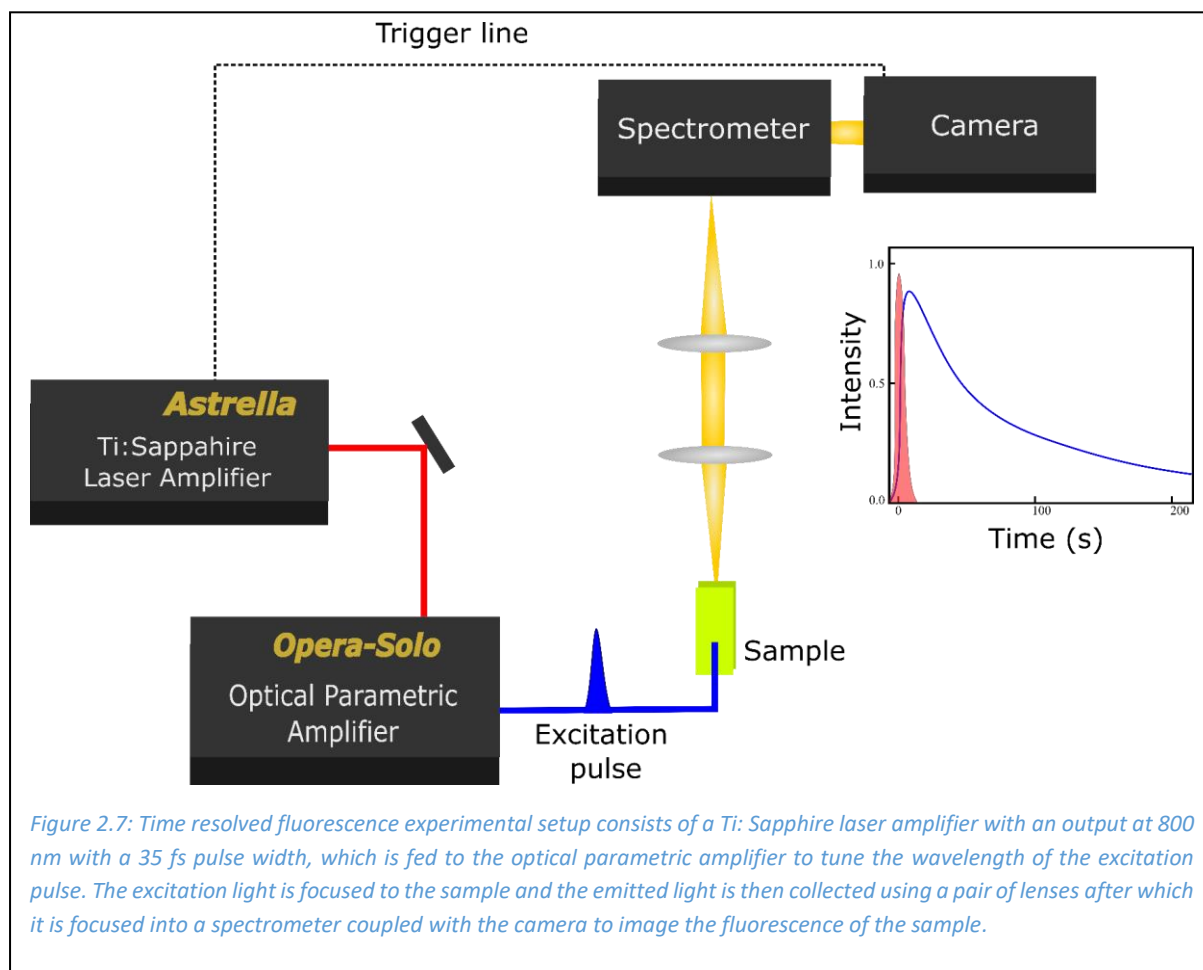 Trigger line
Spectrometer
Camera
Astrella
Ti:Sappahire
Laser Amplifier
1.0
Intensity
0.5
0.0
0
100
200
Time (s)
Opera-Solo
Optical Parametric
Amplifier
Sample
Excitation
pulse
Figure 2.7: Time resolved fluorescence experimental setup consists of a Ti: Sapphire laser amplifier with an output at 800
nm with a 35 fs pulse width, which is fed to the optical parametric amplifier to tune the wavelength of the excitation
pulse. The excitation light is focused to the sample and the emitted light is then collected using a pair of lenses after which
it is focused into a spectrometer coupled with the camera to image the fluorescence of the sample.